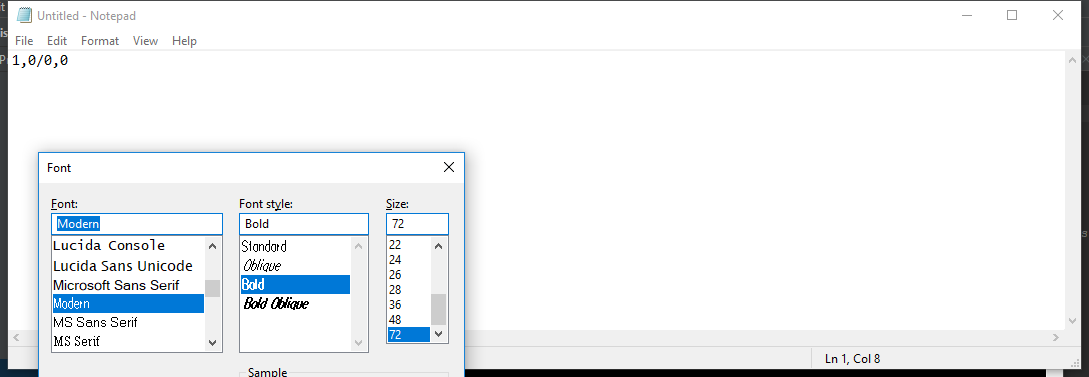 Untitled - Notepad
File Edit Format View Help
1,0/0,0
Font
Font: Font style: Size:
Modern Bold 72
Lucida Console
Lucida Sans Unicode
Microsoft Sans Serif
Modern
MS Sans Serif
MS Serif
Standard
Oblique
Bold
Bold Oblique
22
24
26
28
36
48
72
Sample
Ln 1, Col 8